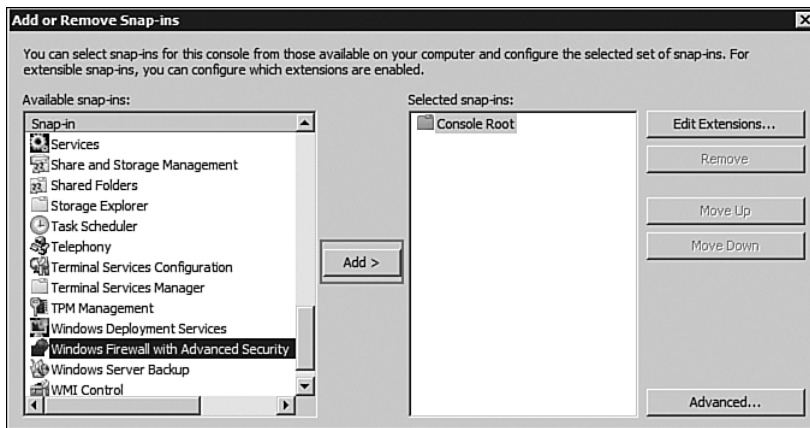 Add or Remove Snap-ins
You can select snap-ins for this console from those available on your computer and configure the selected set of snap-ins. For
extensible snap-ins, you can configure which extensions are enabled.
Available snap-ins:
Snap-in
Services
Share and Storage Management
Shared Folders
Storage Explorer
Task Scheduler
Telephony
Terminal Services Configuration
Terminal Services Manager
TPM Management
Windows Deployment Services
Windows Firewall with Advanced Security
Windows Server Backup
WMI Control
Add >
Selected snap-ins:
Console Root
Edit Extensions...
Remove
Move Up
Move Down
Advanced...